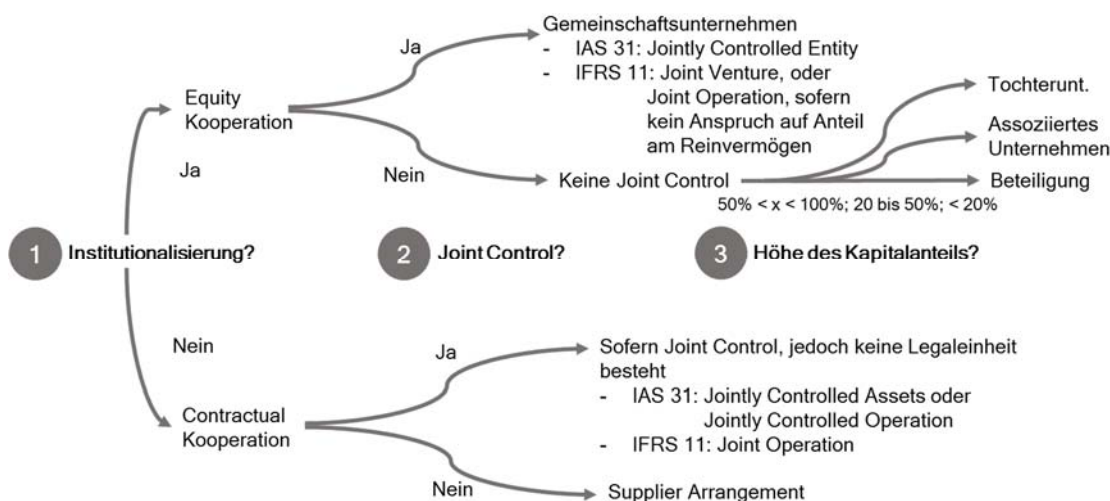 Gemeinschaftsunternehmen
- IAS 31: Jointly Controlled Entity
- IFRS 11: Joint Venture, oder
Joint Operation, sofern
kein Anspruch auf Anteil
am Reinvermögen
Ja
Equity
Kooperation
Ja
Nein
Keine Joint Control
Tochterunt.
Assoziiertes
Unternehmen
Beteiligung
50% < x < 100%; 20 bis 50%; < 20%
1 Institutionalisierung?
2 Joint Control?
3 Höhe des Kapitalanteils?
Nein
Contractual
Kooperation
Ja
Sofern Joint Control, jedoch keine Legaleinheit
besteht
- IAS 31: Jointly Controlled Assets oder
Jointly Controlled Operation
- IFRS 11: Joint Operation
Nein
Supplier Arrangement